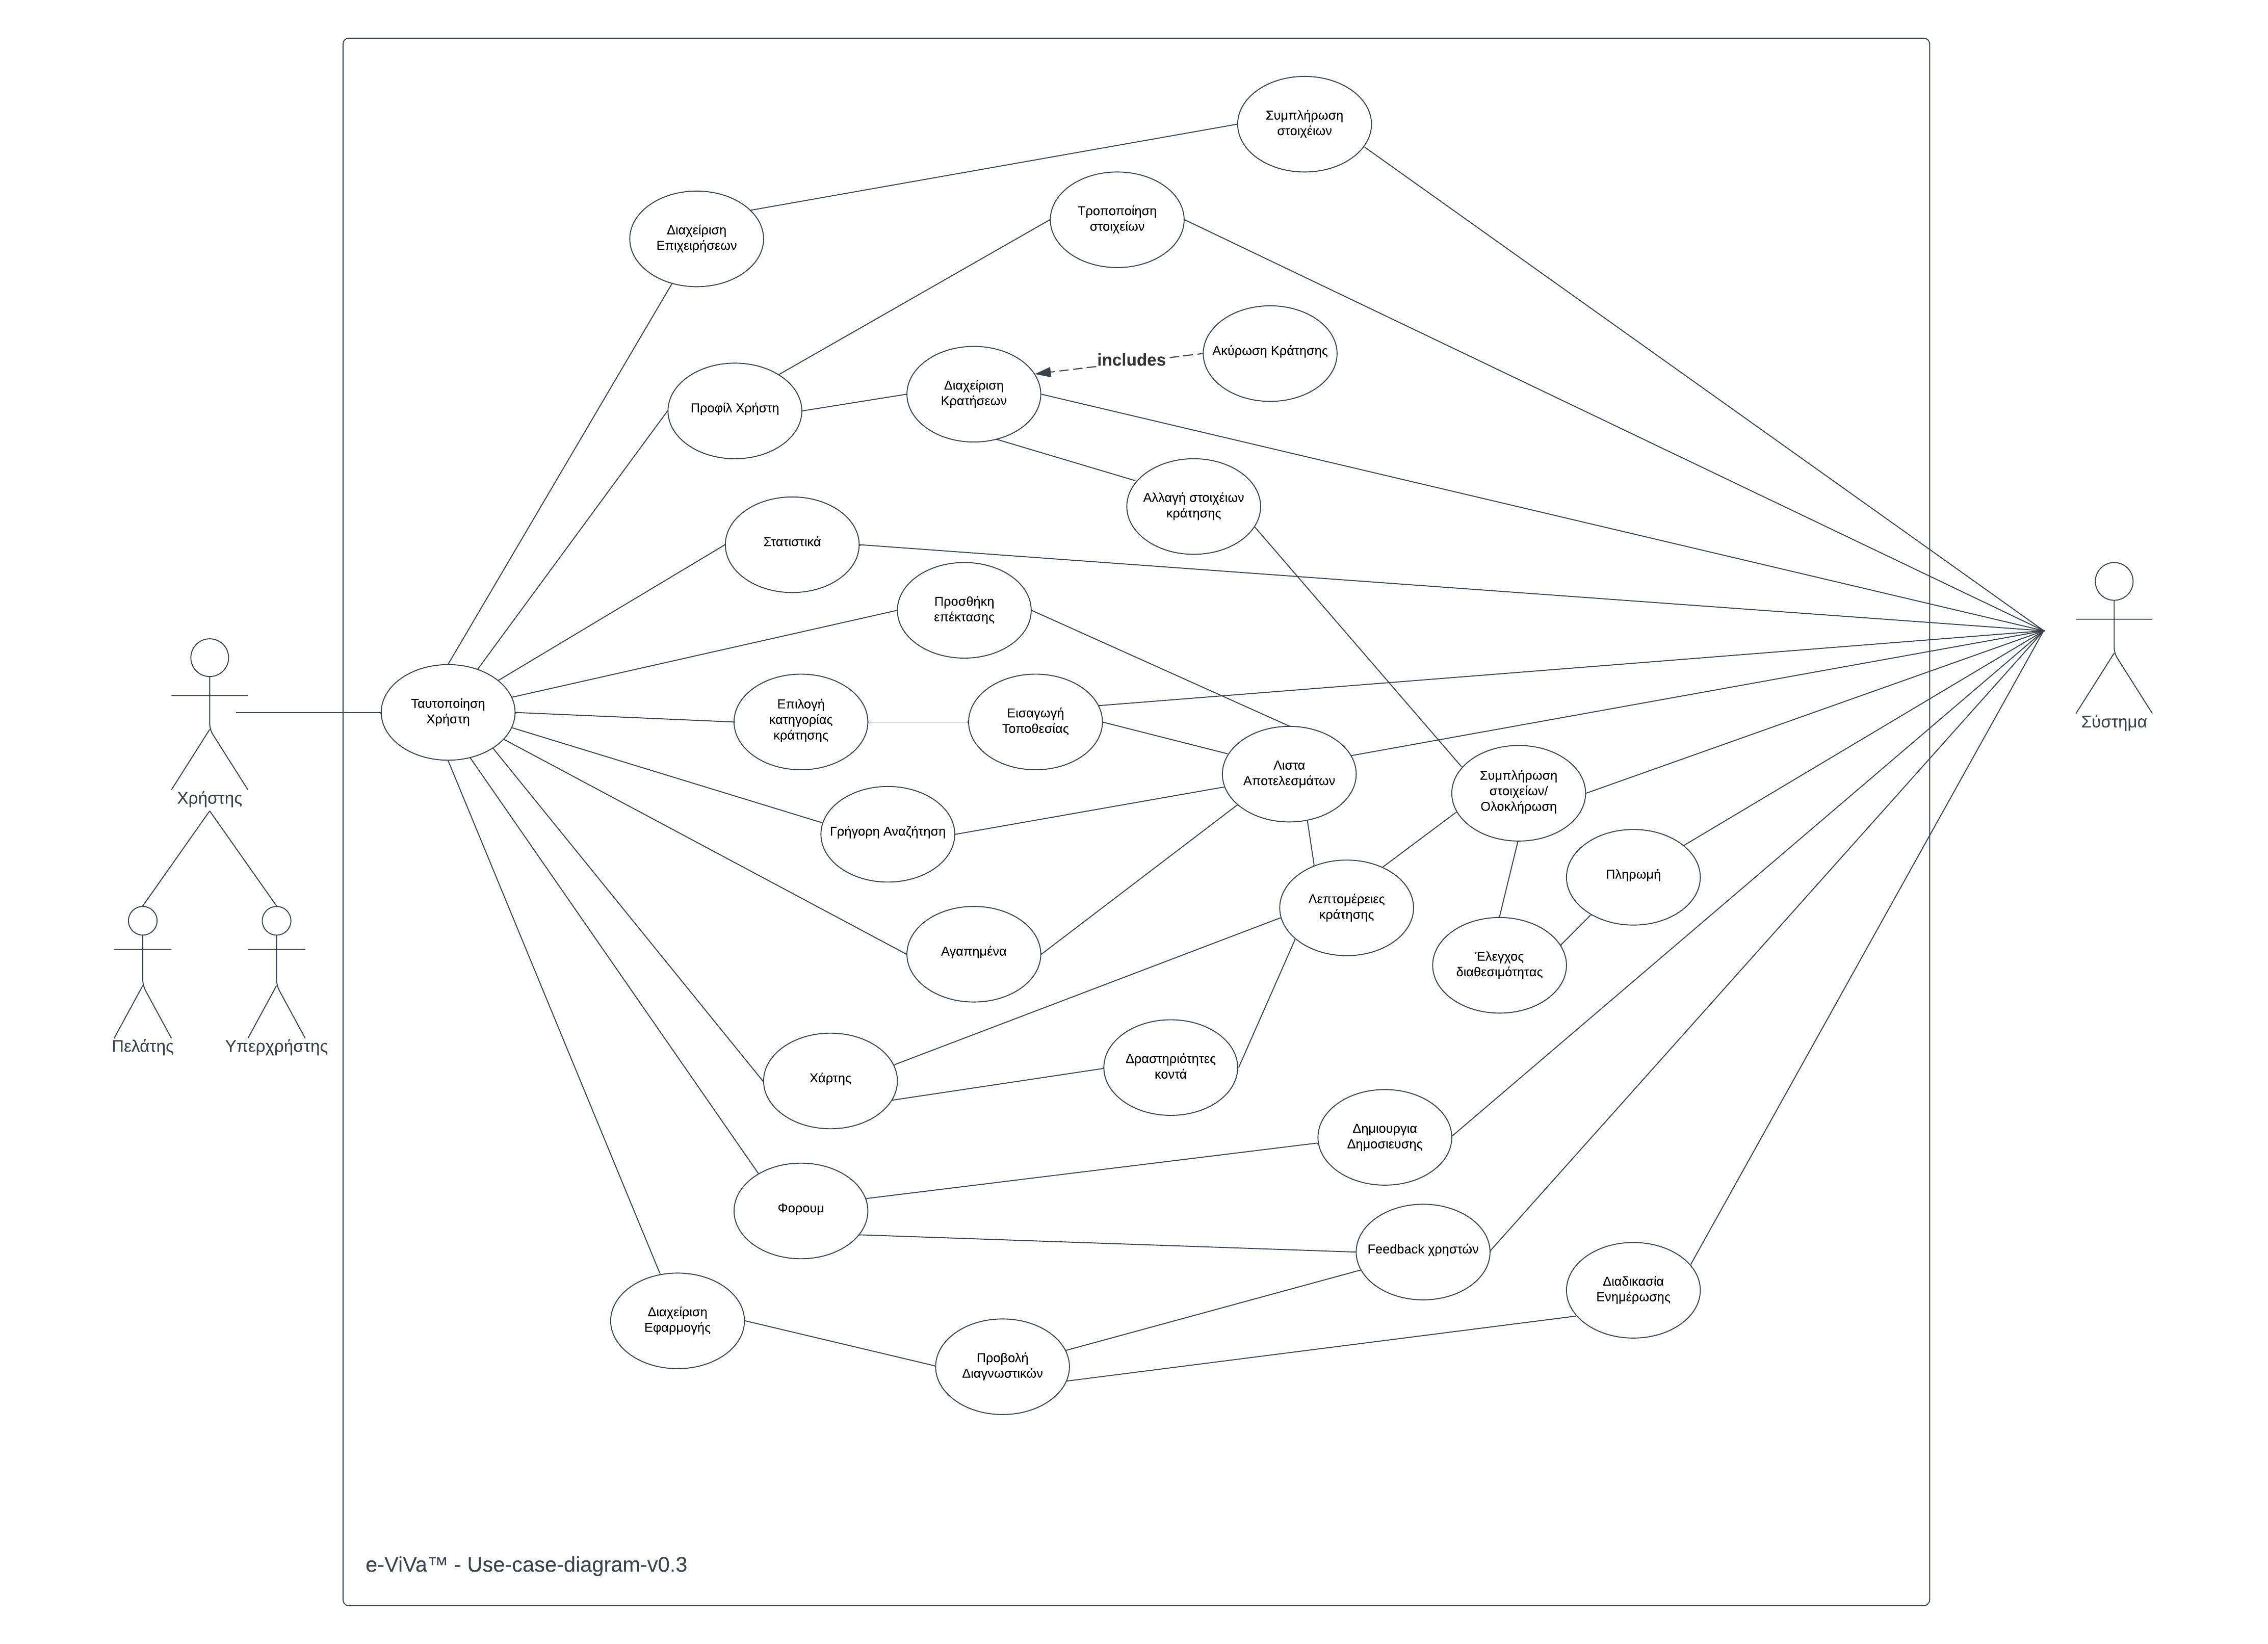 Συμπλήρωση
στοιχέιων
Τροποποίηση
στοιχείων
Διαχείριση
Επιχειρήσεων
Ακύρωση Κράτησης
includes
Διαχείριση
Κρατήσεων
Προφίλ Χρήστη
Αλλαγή στοιχέιων
κράτησης
Στατιστικά
Προσθήκη
επέκτασης
Ταυτοποίηση
Χρήστη
Επιλογή
κατηγορίας
κράτησης
Εισαγωγή
Τοποθεσίας
Σύστημα
Λιστα
Αποτελεσμάτων
Συμπλήρωση
στοιχείων/
Ολοκλήρωση
Χρήστης
Γρήγορη Αναζήτηση
Πληρωμή
Λεπτομέρειες
κράτησης
Αγαπημένα
Έλεγχος
διαθεσιμότητας
Πελάτης
Υπερχρήστης
Χάρτης
Δραστηριότητες
κοντά
Δημιουργια
Δημοσιευσης
Φορουμ
Feedback χρηστών
Διαδικασία
Ενημέρωσης
Διαχείριση
Εφαρμογής
Προβολή
Διαγνωστικών
e-ViVa™ - Use-case-diagram-v0.3